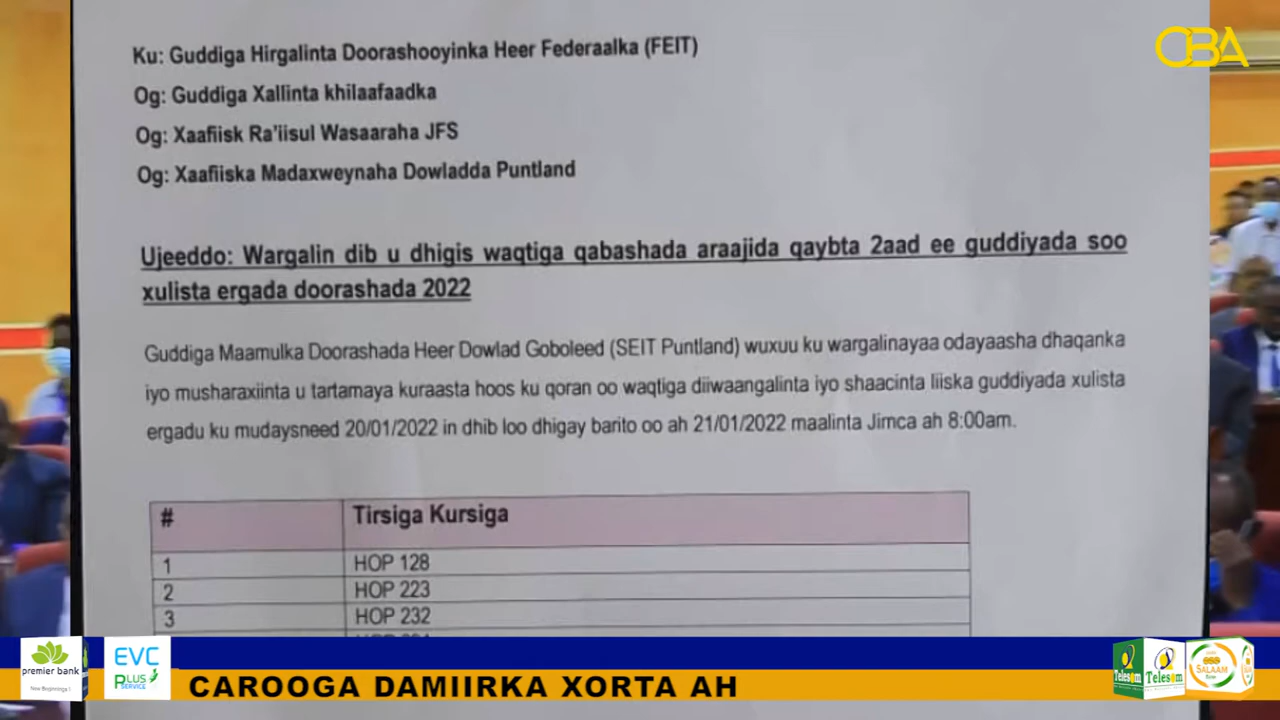 CBA
Ku: Guddiga Hirgalinta Doorashooyinka Heer Federaalka (FEIT)
Og: Guddiga Xallinta khilaafaadka
Og: Xaafiisk Ra'iisul Wasaaraha JFS
Og: Xaafiiska Madaxweynaha Dowladda Puntland
Ujeeddo: Wargalin dib u dhigis waqtiga qabashada araajida qaybta 2aad ee guddiyada soo
xulista ergada doorashada 2022
Guddiga Maamulka Doorashada Heer Dowlad Goboleed (SEIT Puntland) wuxuu ku wargalinayaa odayaasha dhaqanka
iyo musharaxiinta u tartamaya kuraasta hoos ku qoran oo waqtiga diiwaangalinta iyo shaacinta liiska guddiyada xulista
ergadu ku mudaysneed 20/01/2022 in dhib loo dhigay barito oo ah 21/01/2022 maalinta Jimca ah 8:00am.
# Tirsiga Kursiga
1 HOP 128
2 HOP 223
3 HOP 232
premier bank
New Beginnings !
EVC
PLUS
SERVICE
CAROOGA DAMIIRKA XORTA AH
Telesom
Telesom
SALAAM